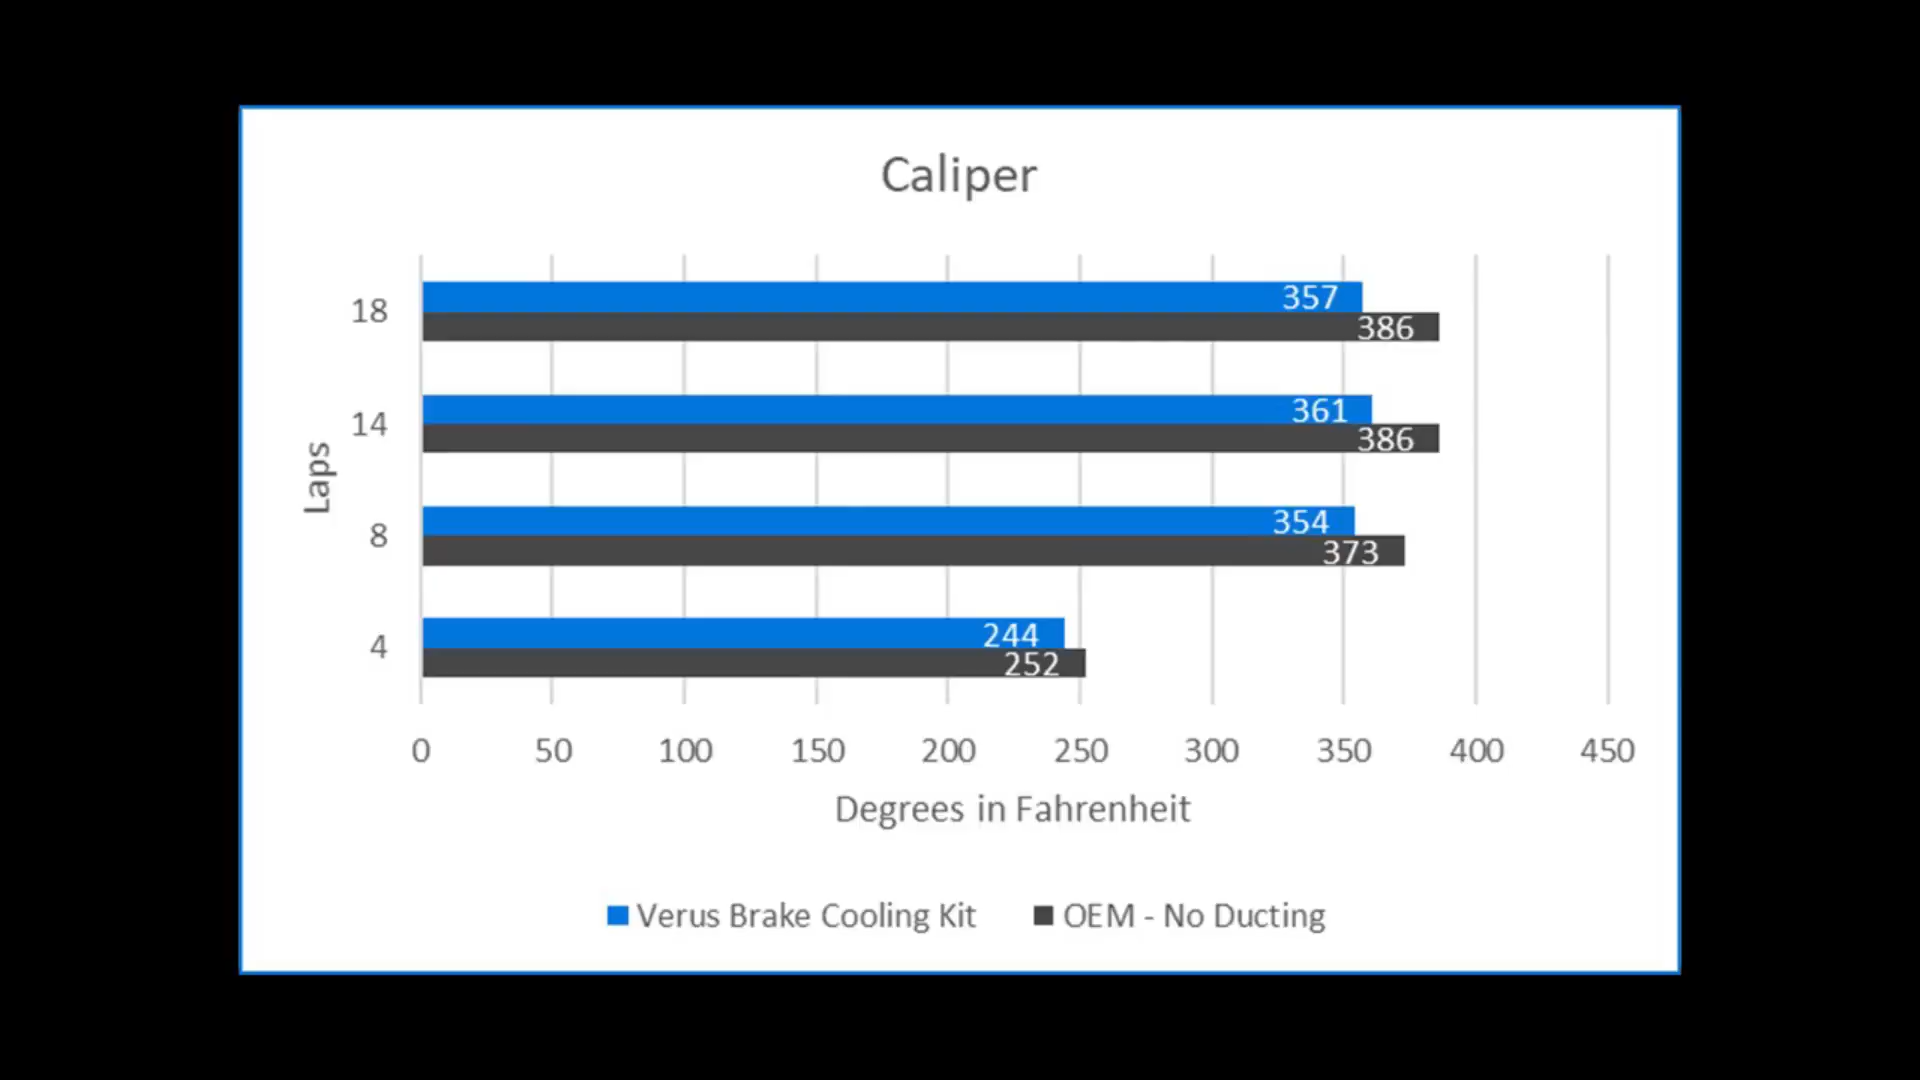 Caliper
18
357
386
14
361
386
Laps
8
354
373
4
244
252
0 50 100 150 200 250 300 350 400 450
Degrees in Fahrenheit
Verus Brake Cooling Kit OEM - No Ducting